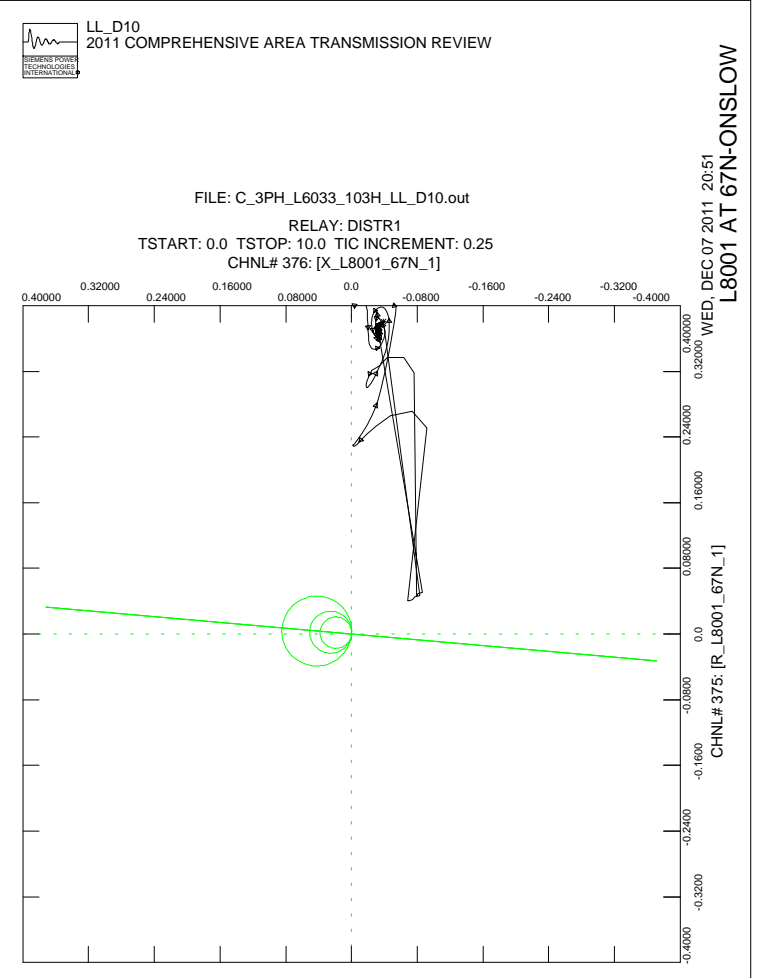 LL_D10
2011 COMPREHENSIVE AREA TRANSMISSION REVIEW
SIEMENS POWER
TECHNOLOGIES
INTERNATIONAL
FILE: C_3PH_L6033_103H_LL_D10.out
RELAY: DISTR1
TSTART: 0.0 TSTOP: 10.0 TIC INCREMENT: 0.25
CHNL# 376: [X_L8001_67N_1]
0.40000 0.32000 0.24000 0.16000 0.08000 0.0 -0.0800 -0.1600 -0.2400 -0.3200 -0.4000
0.40000
0.32000
0.24000
0.16000
0.08000
0.0
-0.0800
-0.1600
-0.2400
-0.3200
-0.4000
CHNL# 375: [R_L8001_67N_1]
WED, DEC 07 2011 20:51
L8001 AT 67N-ONSLOW